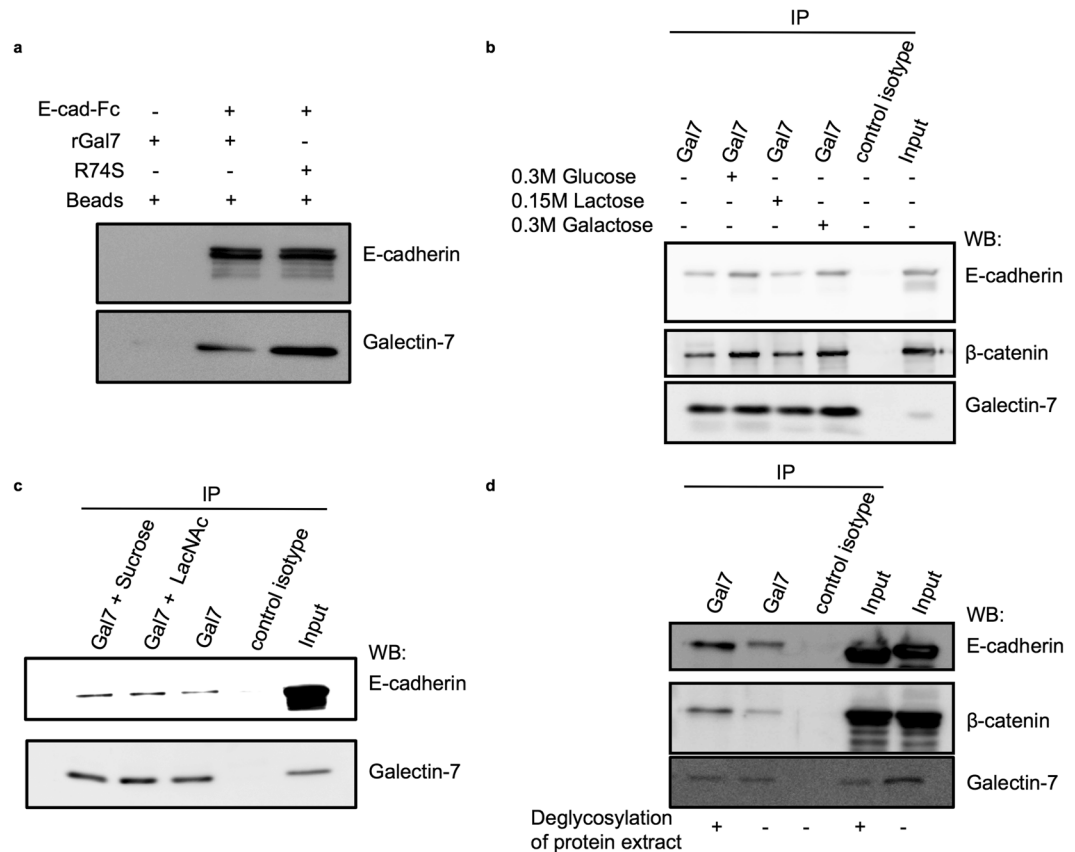 a
E-cad-Fc - + +
rGal7 + + -
R74S - - +
Beads + + +
E-cadherin
Galectin-7
b
IP
Gal7 Gal7 Gal7 Gal7 control isotype Input
0.3M Glucose - + - - - -
0.15M Lactose - - + - - -
0.3M Galactose - - - + - -
WB:
E-cadherin
β-catenin
Galectin-7
c
IP
Gal7 + Sucrose Gal7 + LacNAc Gal7 control isotype Input
WB:
E-cadherin
Galectin-7
d
IP
Gal7 Gal7 control isotype Input Input
WB:
E-cadherin
β-catenin
Galectin-7
Deglycosylation
of protein extract + - - + -